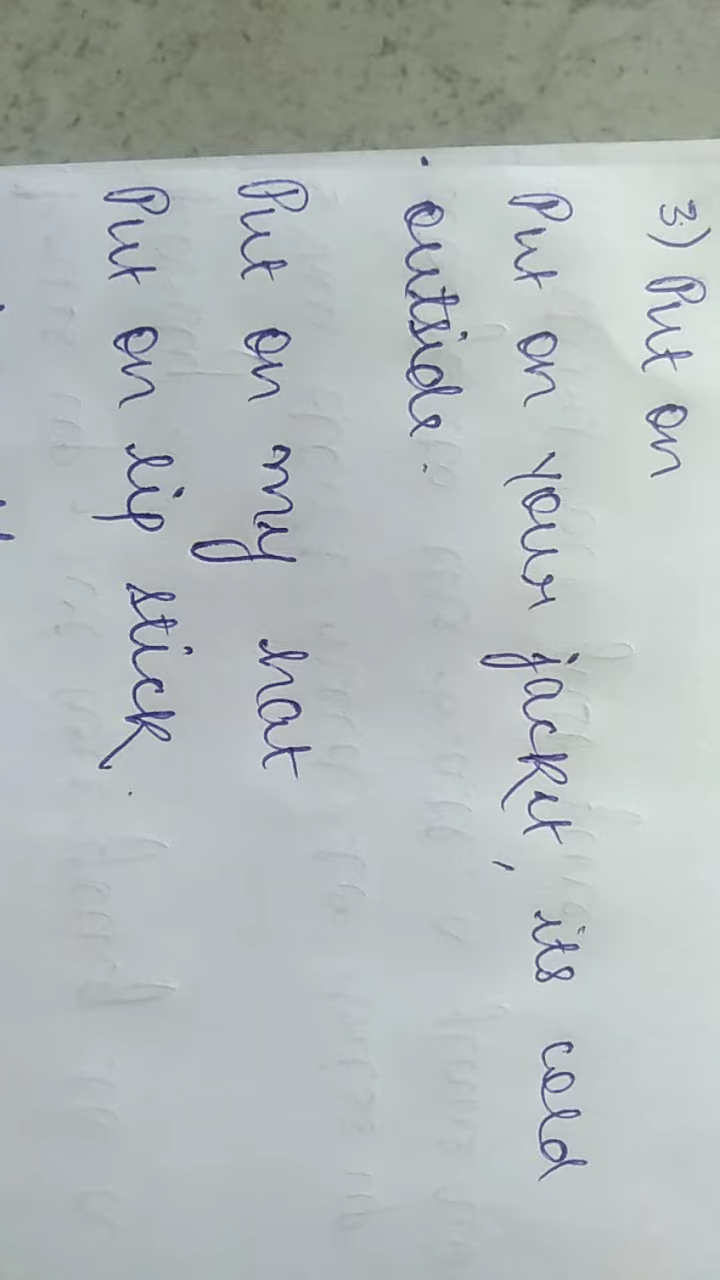 3) Put on
Put on your jacket, its cold
outside.
Put on my hat
Put on lip stick.